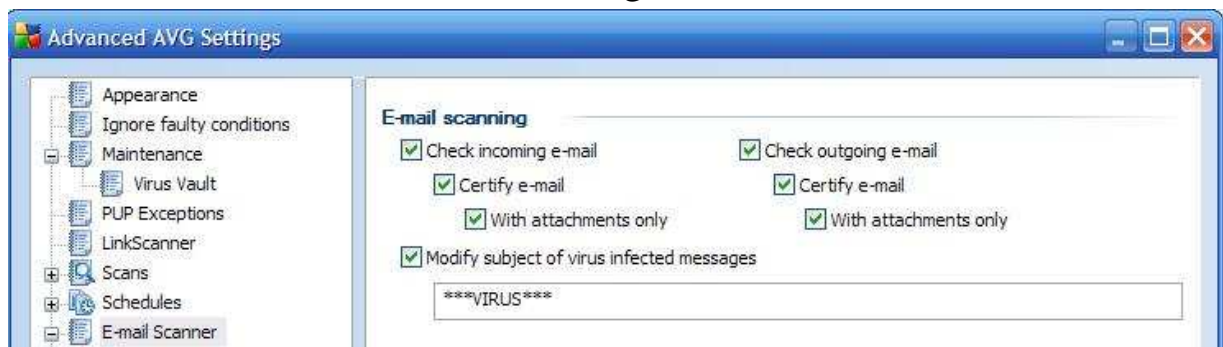 Advanced AVG Settings
Appearance
Ignore faulty conditions
Maintenance
Virus Vault
PUP Exceptions
LinkScanner
Scans
Schedules
E-mail Scanner
E-mail scanning
Check incoming e-mail
Check outgoing e-mail
Certify e-mail
Certify e-mail
With attachments only
With attachments only
Modify subject of virus infected messages
***VIRUS***